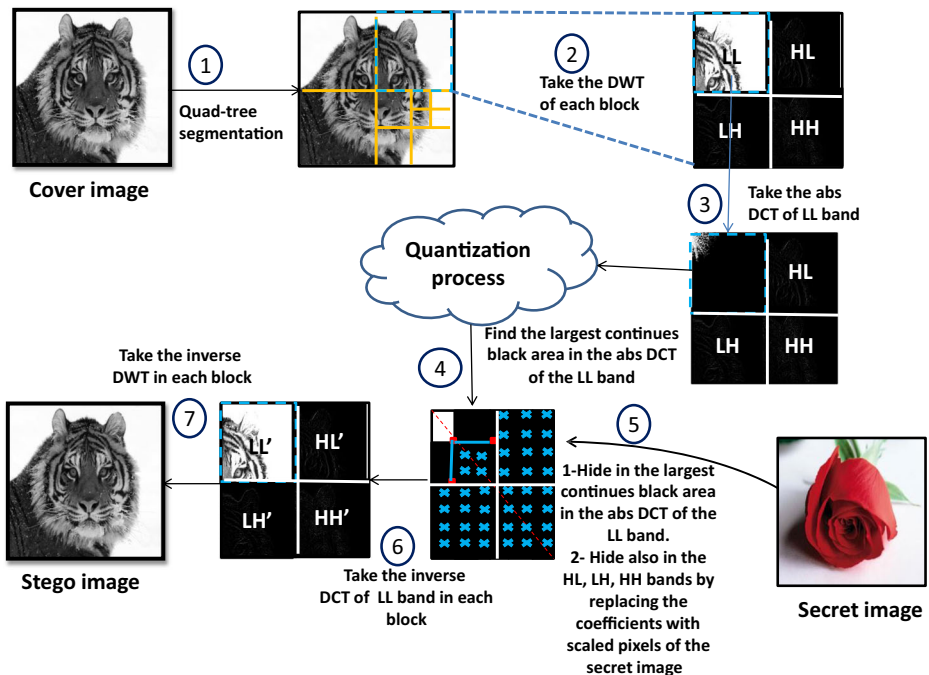 1
Quad-tree
segmentation
Cover image
2
Take the DWT
of each block
LL
HL
LH
HH
3
Take the abs
DCT of LL band
HL
LH
HH
Quantization
process
4
Find the largest continues
black area in the abs DCT
of the LL band
5
1-Hide in the largest
continues black area
in the abs DCT of the
LL band.
2- Hide also in the
HL, LH, HH bands by
replacing the
coefficients with
scaled pixels of the
secret image
Secret image
6
Take the inverse
DCT of LL band in each
block
Take the inverse
DWT in each block
7
LL’
HL’
LH’
HH’
Stego image